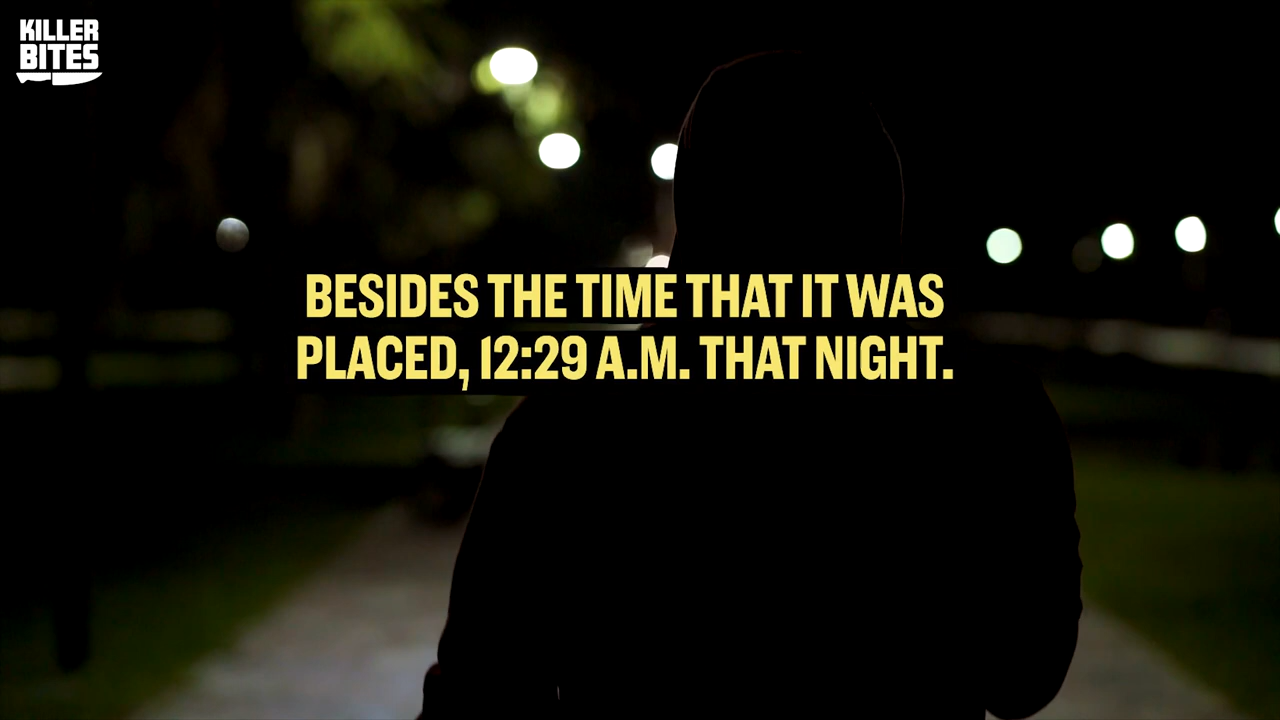 KILLER
BITES
BESIDES THE TIME THAT IT WAS
PLACED, 12:29 A.M. THAT NIGHT.